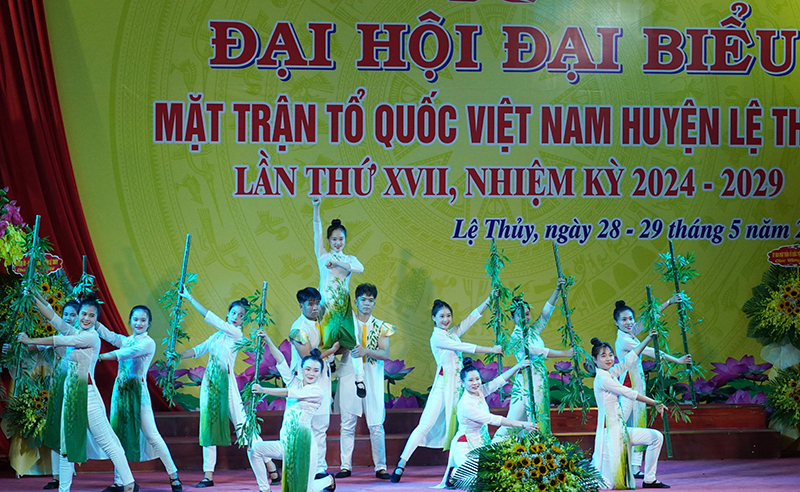 ĐẠI HỘI ĐẠI BIỂU
MẶT TRẬN TỔ QUỐC VIỆT NAM HUYỆN LỆ TH
LẦN THỨ XVII, NHIỆM KỲ 2024 - 2029
Lệ Thủy, ngày 28 - 29 tháng 5 năm 2